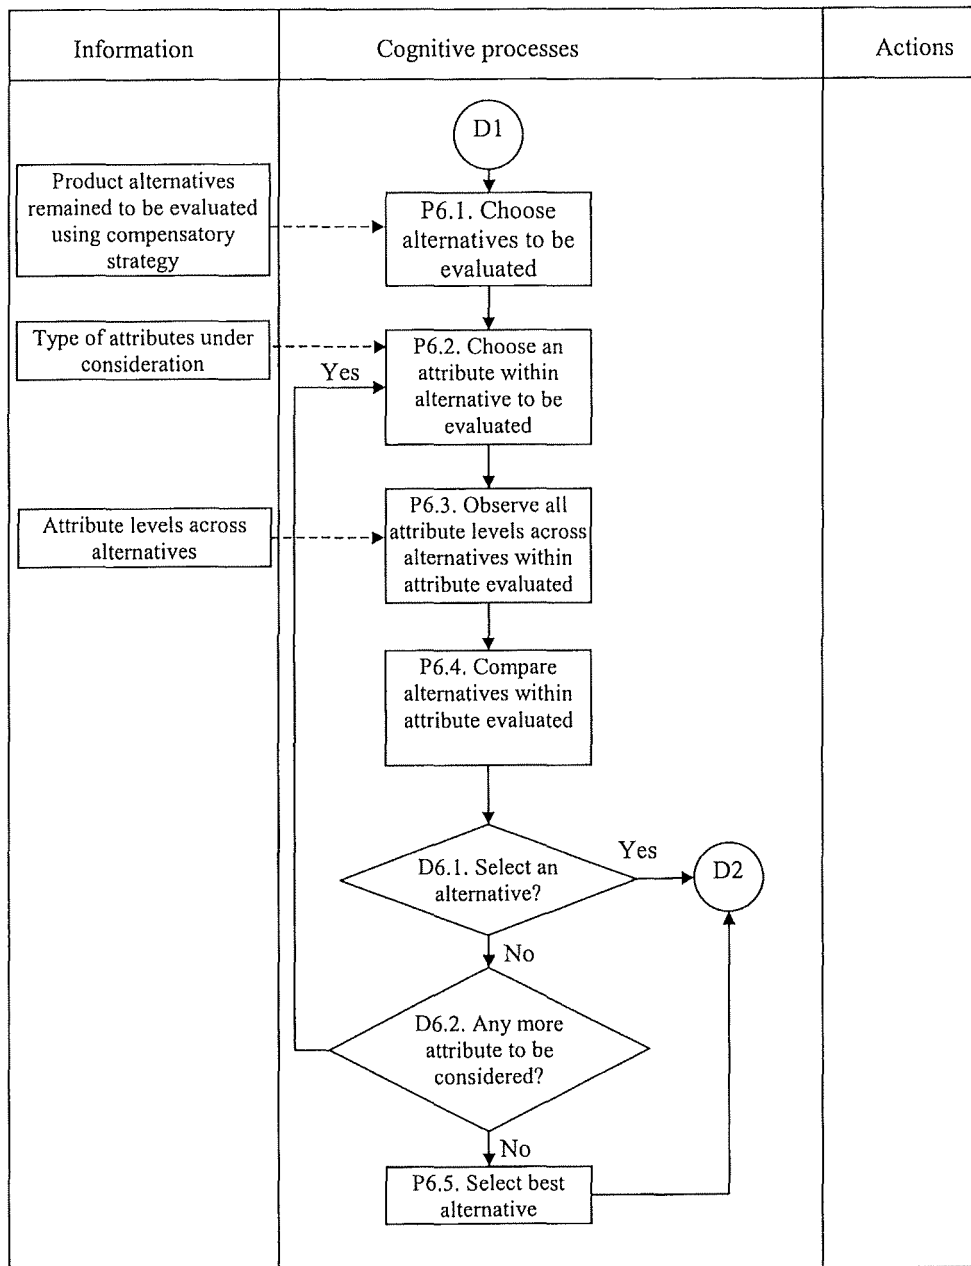 Information
Cognitive processes
Actions
D1
Product alternatives
remained to be evaluated
using compensatory
strategy
P6.1. Choose
alternatives to be
evaluated
Type of attributes under
consideration
P6.2. Choose an
attribute within
alternative to be
evaluated
Yes
Attribute levels across
alternatives
P6.3. Observe all
attribute levels across
alternatives within
attribute evaluated
P6.4. Compare
alternatives within
attribute evaluated
D6.1. Select an
alternative?
Yes
D2
No
D6.2. Any more
attribute to be
considered?
No
P6.5. Select best
alternative